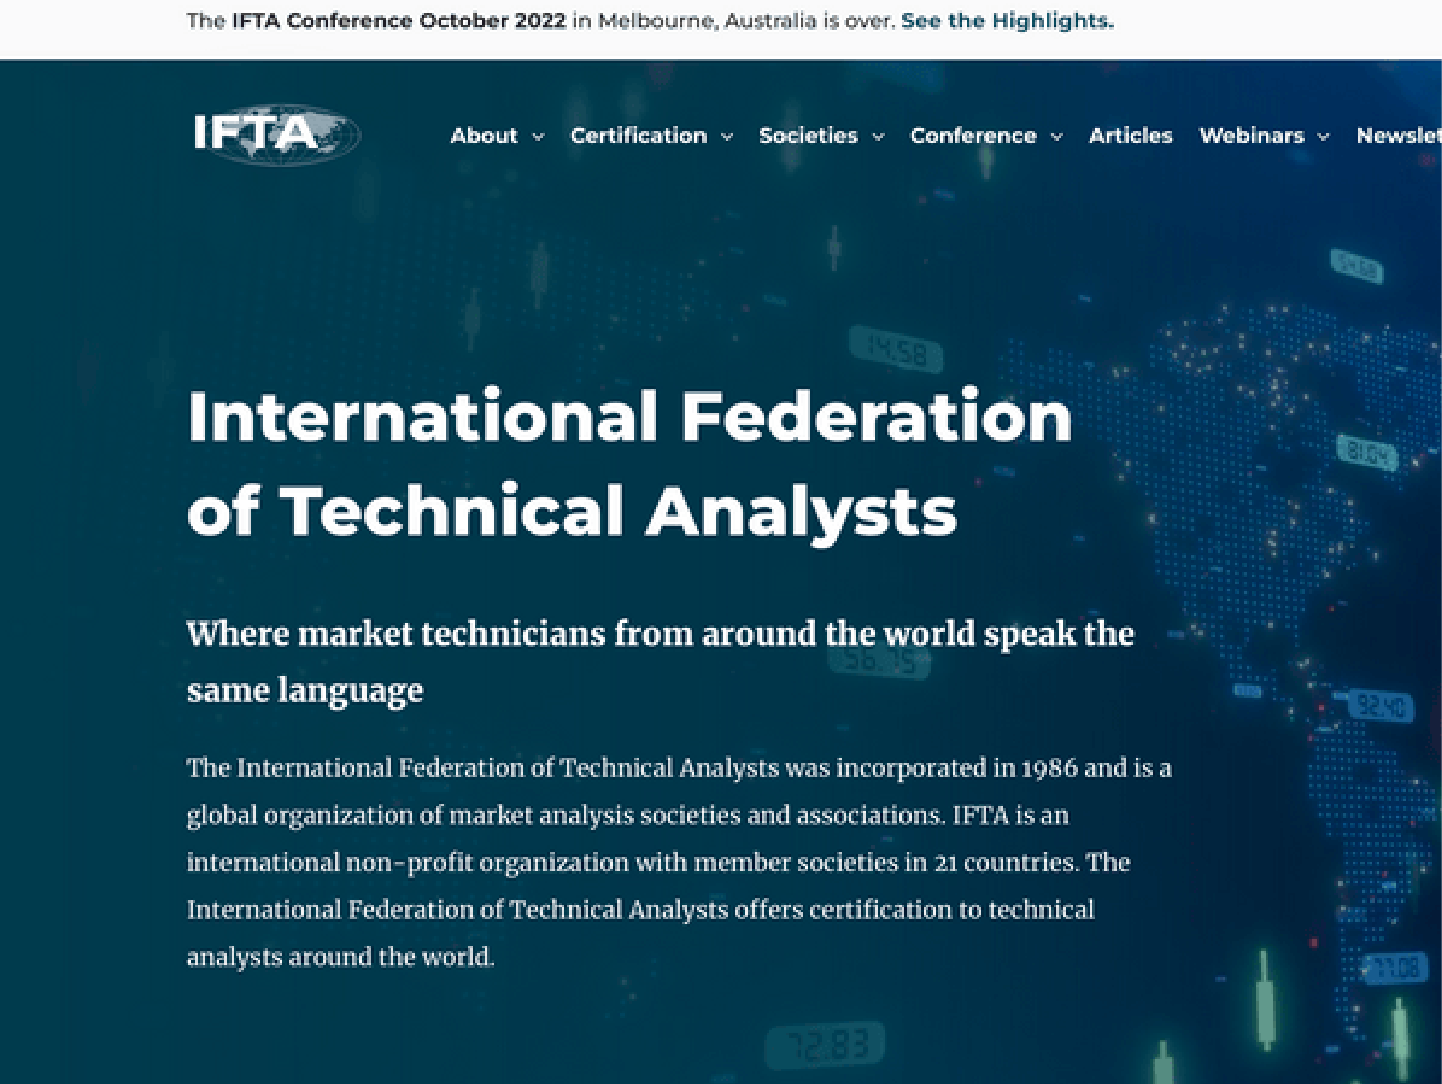 The IFTA Conference October 2022 in Melbourne, Australia is over. See the Highlights.
IFTA About Certification Societies Conference Articles Webinars Newslet
14.58
81.04
International Federation
of Technical Analysts
Where market technicians from around the world speak the
same language
56.75
92.40
The International Federation of Technical Analysts was incorporated in 1986 and is a
global organization of market analysis societies and associations. IFTA is an
international non-profit organization with member societies in 21 countries. The
International Federation of Technical Analysts offers certification to technical
analysts around the world.
77.08
72.83